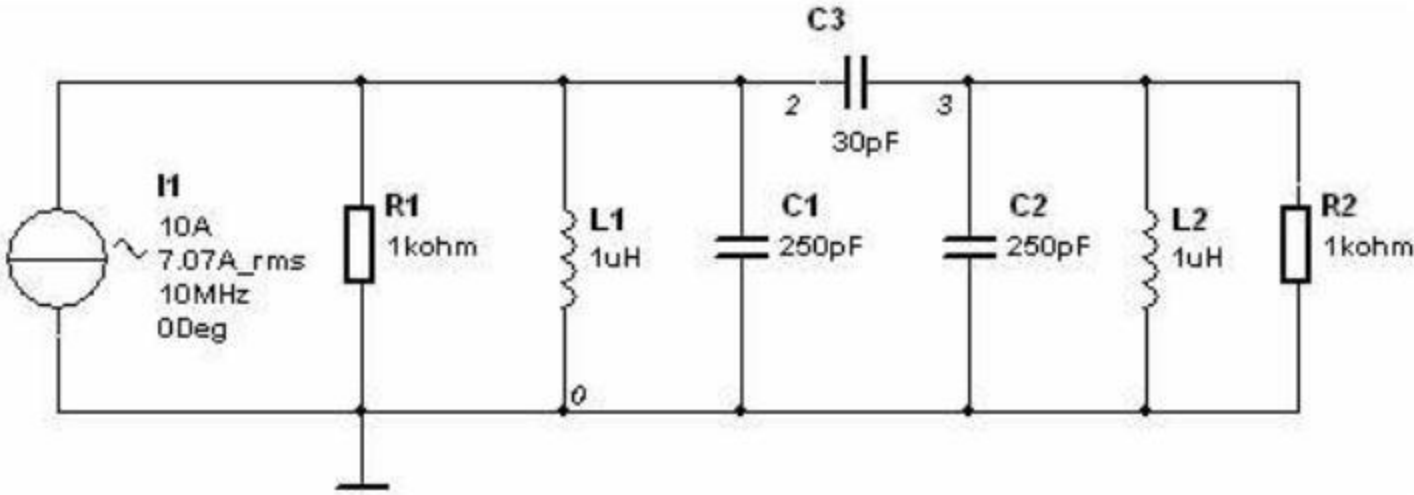 C3
2
3
30pF
I1
10A
7.07A_rms
10MHz
0Deg
R1
1kohm
L1
1uH
C1
250pF
C2
250pF
L2
1uH
R2
1kohm
0